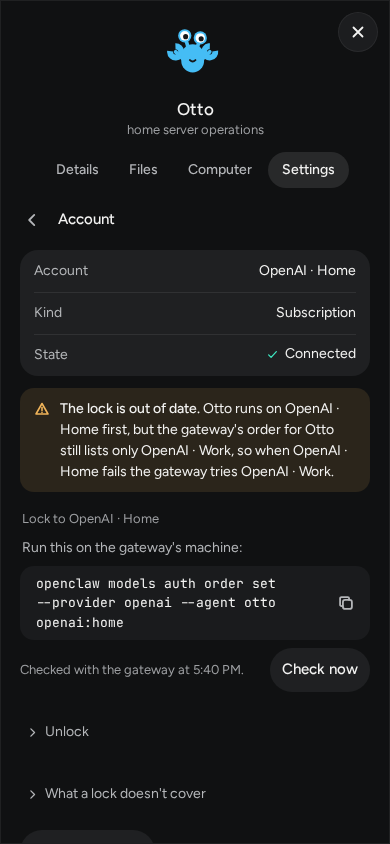 Otto
home server operations
Details Files Computer Settings
Account
Account OpenAI · Home
Kind Subscription
State Connected
The lock is out of date. Otto runs on OpenAI ·
Home first, but the gateway's order for Otto
still lists only OpenAI · Work, so when OpenAI ·
Home fails the gateway tries OpenAI · Work.
Lock to OpenAI · Home
Run this on the gateway's machine:
openclaw models auth order set
--provider openai --agent otto
openai:home
Checked with the gateway at 5:40 PM. Check now
Unlock
What a lock doesn't cover